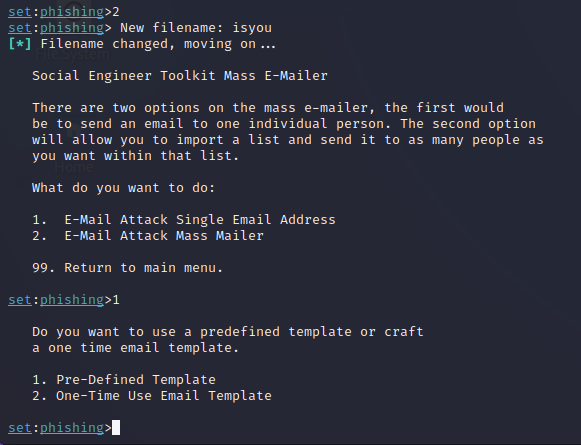 set:phishing>2
set:phishing> New filename: isyou
[*] Filename changed, moving on...
Social Engineer Toolkit Mass E-Mailer
There are two options on the mass e-mailer, the first would
be to send an email to one individual person. The second option
will allow you to import a list and send it to as many people as
you want within that list.
What do you want to do:
1.  E-Mail Attack Single Email Address
2.  E-Mail Attack Mass Mailer
99. Return to main menu.
set:phishing>1
Do you want to use a predefined template or craft
a one time email template.
1. Pre-Defined Template
2. One-Time Use Email Template
set:phishing>